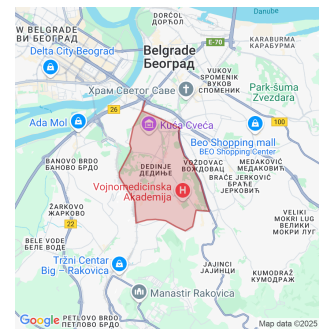 DORĆOL
ДОРЋОЛ
Danube
W BELGRADE
ВИ БЕОГРАД
E-70
KARABURMA
КАРАБУРМА
Delta City Beograd
Belgrade
Београд
VUKOV
SPOMENIK
ВУКОВ
СПОМЕНИК
Park-šuma
Zvezdara
Храм Светог Саве
26
Ada Mol
Kuća Cveća
100
Beo Shopping mall
BEO Shopping Center
BANOVO BRDO
БАНОВО БРДО
DEDINJE
ДЕДИЊЕ
VOŽDOVAC
ВОЖДОВАЦ
MEDAKOVIĆ
МЕДАКОВИЋ
BRAĆE JERKOVIĆ
БРАЋЕ
ЈЕРКОВИЋ
Vojnomedicinska
Akademija
H
ŽARKOVO
ЖАРКОВО
VELIKI
MOKRI LUG
ВЕЛИКИ
МОКРИ ЛУГ
BELE VODE
БЕЛЕ ВОДЕ
Tržni Centar
Big – Rakovica
JAJINCI
ЈАЈИНЦИ
KUMODRAŽ
КУМОДРАЖ
Manastir Rakovica
PETLOVO BRDO
ПЕТЛОВО БРДО
Google
Map data ©2025